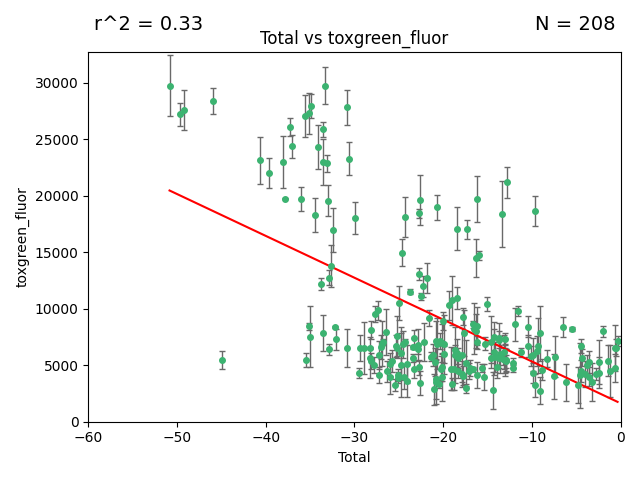 r^2 = 0.33
N = 208
Total vs toxgreen_fluor
30000
25000
20000
15000
10000
5000
0
toxgreen_fluor
−60
−50
−40
−30
−20
−10
0
Total